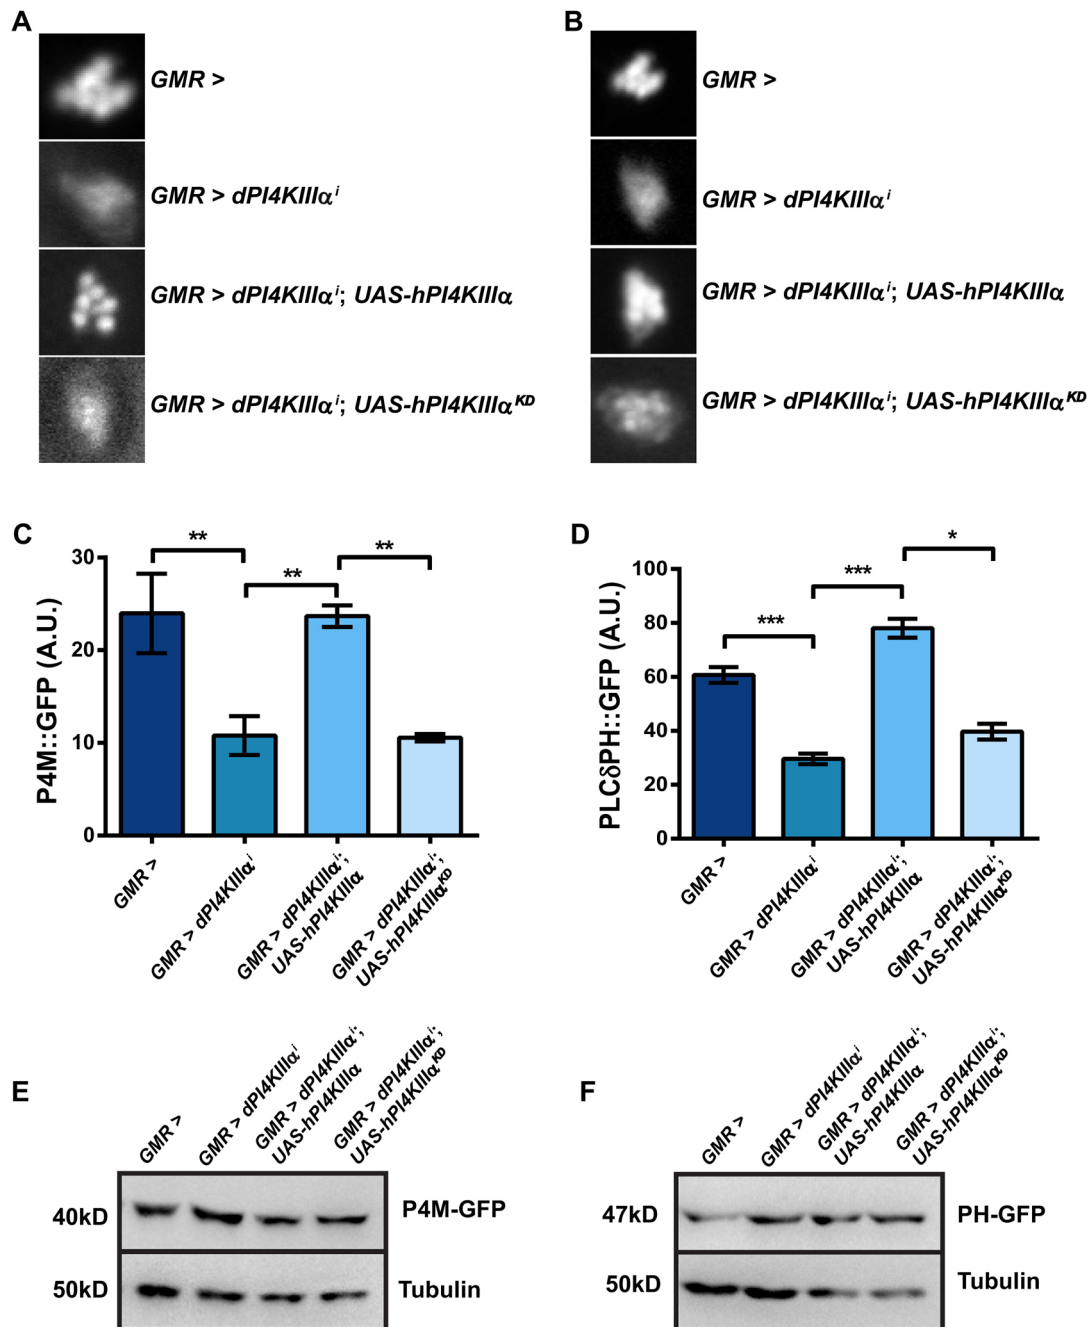 A
GMR >
GMR > dPI4KIIIα^i
GMR > dPI4KIIIα^i; UAS-hPI4KIIIα
GMR > dPI4KIIIα^i; UAS-hPI4KIIIα^KD
B
GMR >
GMR > dPI4KIIIα^i
GMR > dPI4KIIIα^i; UAS-hPI4KIIIα
GMR > dPI4KIIIα^i; UAS-hPI4KIIIα^KD
C
P4M::GFP (A.U.)
30
20
10
0
**
**
**
GMR >
GMR > dPI4KIIIα^i
GMR > dPI4KIIIα^i;
UAS-hPI4KIIIα
GMR > dPI4KIIIα^i;
UAS-hPI4KIIIα^KD
D
PLCδPH::GFP (A.U.)
100
80
60
40
20
0
***
***
*
GMR >
GMR > dPI4KIIIα^i
GMR > dPI4KIIIα^i;
UAS-hPI4KIIIα
GMR > dPI4KIIIα^i;
UAS-hPI4KIIIα^KD
E
GMR >
GMR > dPI4KIIIα^i
GMR > dPI4KIIIα^i;
UAS-hPI4KIIIα
GMR > dPI4KIIIα^i;
UAS-hPI4KIIIα^KD
40kD
P4M-GFP
50kD
Tubulin
F
GMR >
GMR > dPI4KIIIα^i
GMR > dPI4KIIIα^i;
UAS-hPI4KIIIα
GMR > dPI4KIIIα^i;
UAS-hPI4KIIIα^KD
47kD
PH-GFP
50kD
Tubulin